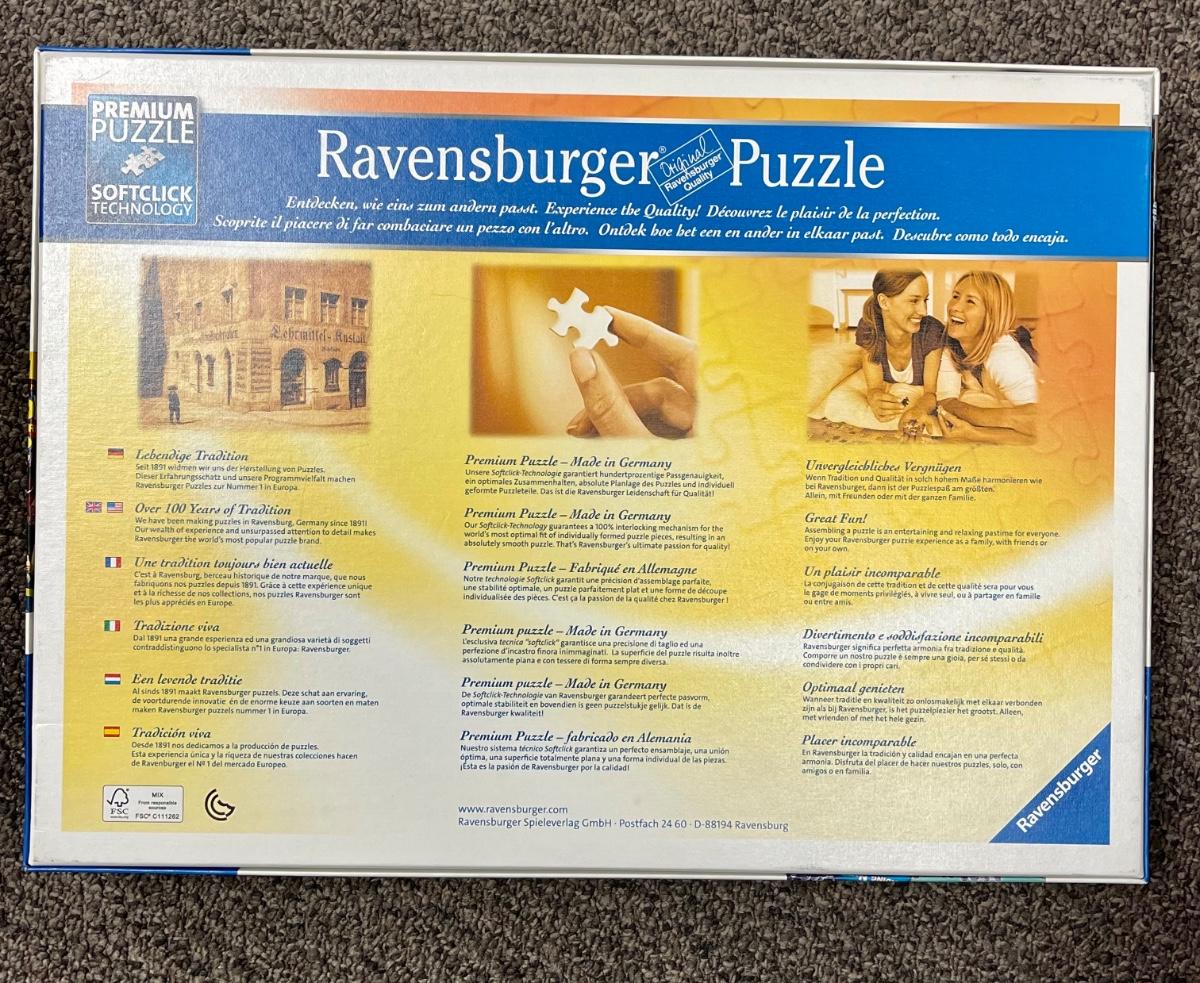 PREMIUM
PUZZLE
SOFTCLICK
TECHNOLOGY
Ravensburger® Puzzle
Original
Ravensburger
Quality
Entdecken, wie eins zum andern passt. Experience the Quality! Découvrez le plaisir de la perfection.
Scoprite il piacere di far combaciare un pezzo con l'altro. Ontdek hoe het een en ander in elkaar past. Descubre como todo encaja.
Lehrmittel-Anstalt
Lebendige Tradition
Seit 1891 widmen wir uns der Herstellung von Puzzles.
Dieser Erfahrungsschatz und unsere Programmvielfalt machen
Ravensburger Puzzles zur Nummer 1 in Europa.
Over 100 Years of Tradition
We have been making puzzles in Ravensburg, Germany since 1891!
Our wealth of experience and unsurpassed attention to detail makes
Ravensburger the world's most popular puzzle brand.
Une tradition toujours bien actuelle
C'est à Ravensburg, berceau historique de notre marque, que nous
fabriquons nos puzzles depuis 1891. Grâce à cette expérience unique
et à la richesse de nos collections, nos puzzles Ravensburger sont
les plus appréciés en Europe.
Tradizione viva
Dal 1891 una grande esperienza ed una grandiosa varietà di soggetti
contraddistinguono lo specialista n°1 in Europa: Ravensburger.
Een levende traditie
Al sinds 1891 maakt Ravensburger puzzels. Deze schat aan ervaring,
de voortdurende innovatie én de enorme keuze aan soorten en maten
maken Ravensburger puzzels nummer 1 in Europa.
Tradición viva
Desde 1891 nos dedicamos a la producción de puzzles.
Esta experiencia única y la riqueza de nuestras colecciones hacen
de Ravenburger el Nº 1 del mercado Europeo.
Premium Puzzle – Made in Germany
Unsere Softclick-Technologie garantiert hundertprozentige Passgenauigkeit,
ein optimales Zusammenhalten, absolute Planlage des Puzzles und individuell
geformte Puzzleteile. Das ist die Ravensburger Leidenschaft für Qualität!
Premium Puzzle – Made in Germany
Our Softclick-Technology guarantees a 100% interlocking mechanism for the
world's most optimal fit of individually formed puzzle pieces, resulting in an
absolutely smooth puzzle. That's Ravensburger's ultimate passion for quality!
Premium Puzzle – Fabriqué en Allemagne
Notre technologie Softclick garantit une précision d'assemblage parfaite,
une stabilité optimale, un puzzle parfaitement plat et une forme de découpe
individualisée des pièces. C'est ça la passion de la qualité chez Ravensburger !
Premium puzzle – Made in Germany
L'esclusiva tecnica "softclick" garantisce una precisione di taglio ed una
perfezione d'incastro finora inimmaginati. La superficie del puzzle risulta inoltre
assolutamente piana e con tessere di forma sempre diversa.
Premium puzzle – Made in Germany
De Softclick-Technologie van Ravensburger garandeert perfecte pasvorm,
optimale stabiliteit en bovendien is geen puzzelstukje gelijk. Dat is de
Ravensburger kwaliteit!
Premium Puzzle – fabricado en Alemania
Nuestro sistema técnico Softclick garantiza un perfecto ensamblaje, una unión
óptima, una superficie totalmente plana y una forma individual de las piezas.
¡Ésta es la pasión de Ravensburger por la calidad!
Unvergleichliches Vergnügen
Wenn Tradition und Qualität in solch hohem Maße harmonieren wie
bei Ravensburger, dann ist der Puzzlespaß am größten.
Allein, mit Freunden oder mit der ganzen Familie.
Great Fun!
Assembling a puzzle is an entertaining and relaxing pastime for everyone.
Enjoy your Ravensburger puzzle experience as a family, with friends or
on your own.
Un plaisir incomparable
La conjugaison de cette tradition et de cette qualité sera pour vous
le gage de moments privilégiés, à vivre seul, ou à partager en famille
ou entre amis.
Divertimento e soddisfazione incomparabili
Ravensburger significa perfetta armonia fra tradizione e qualità.
Comporre un nostro puzzle è sempre una gioia, per sé stessi o da
condividere con i propri cari.
Optimaal genieten
Wanneer traditie en kwaliteit zo onlosmakelijk met elkaar verbonden
zijn als bij Ravensburger, is het puzzelplezier het grootst. Alleen,
met vrienden of met het hele gezin.
Placer incomparable
En Ravensburger la tradición y calidad encajan en una perfecta
armonía. Disfruta del placer de hacer nuestros puzzles, solo, con
amigos o en familia.
FSC
MIX
From responsible
sources
FSC® C111262
www.ravensburger.com
Ravensburger Spieleverlag GmbH · Postfach 24 60 · D-88194 Ravensburg
Ravensburger